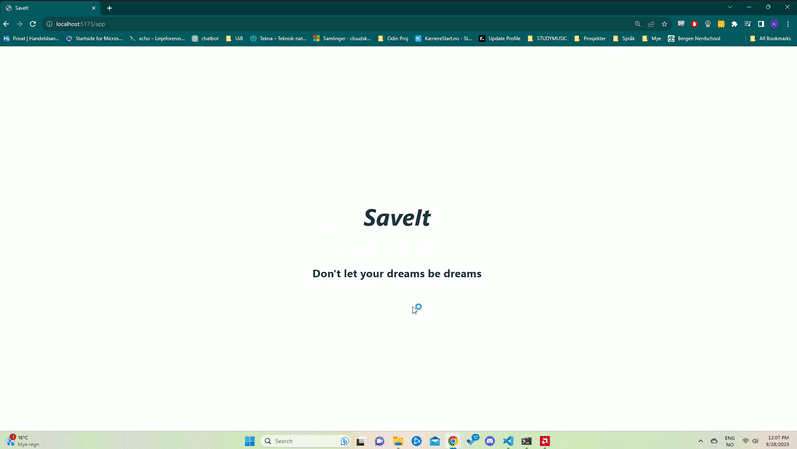 SaveIt
localhost:5173/app
Privat | Handelsban...
Startside for Micros...
echo – Linjeforenin...
chatbot
UiB
Tekna – Teknisk-nat...
Samlinger - cloudsk...
Odin Proj
KarriereStart.no - St...
Update Profile
STUDYMUSIC
Prosjekter
Språk
Mye
Bergen Nerdschool
All Bookmarks
SaveIt
Don't let your dreams be dreams
16°C
Mye regn
Search
ENG
NO
12:07 PM
9/28/2023